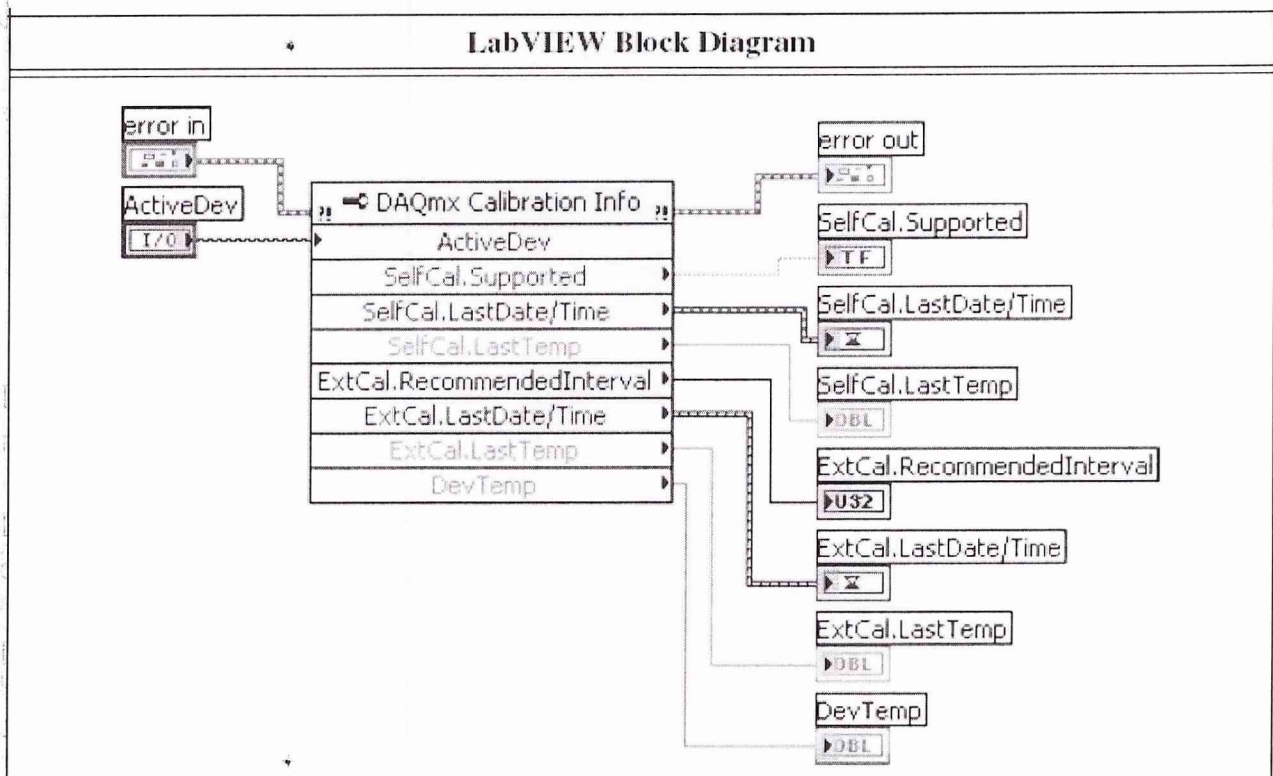 LabVIEW Block Diagram
error in
ActiveDev
I/O
DAQmx Calibration Info
ActiveDev
SelfCal.Supported
SelfCal.LastDate/Time
SelfCal.LastTemp
ExtCal.RecommendedInterval
ExtCal.LastDate/Time
ExtCal.LastTemp
DevTemp
error out
SelfCal.Supported
TF
SelfCal.LastDate/Time
SelfCal.LastTemp
DBL
ExtCal.RecommendedInterval
U32
ExtCal.LastDate/Time
ExtCal.LastTemp
DBL
DevTemp
DBL